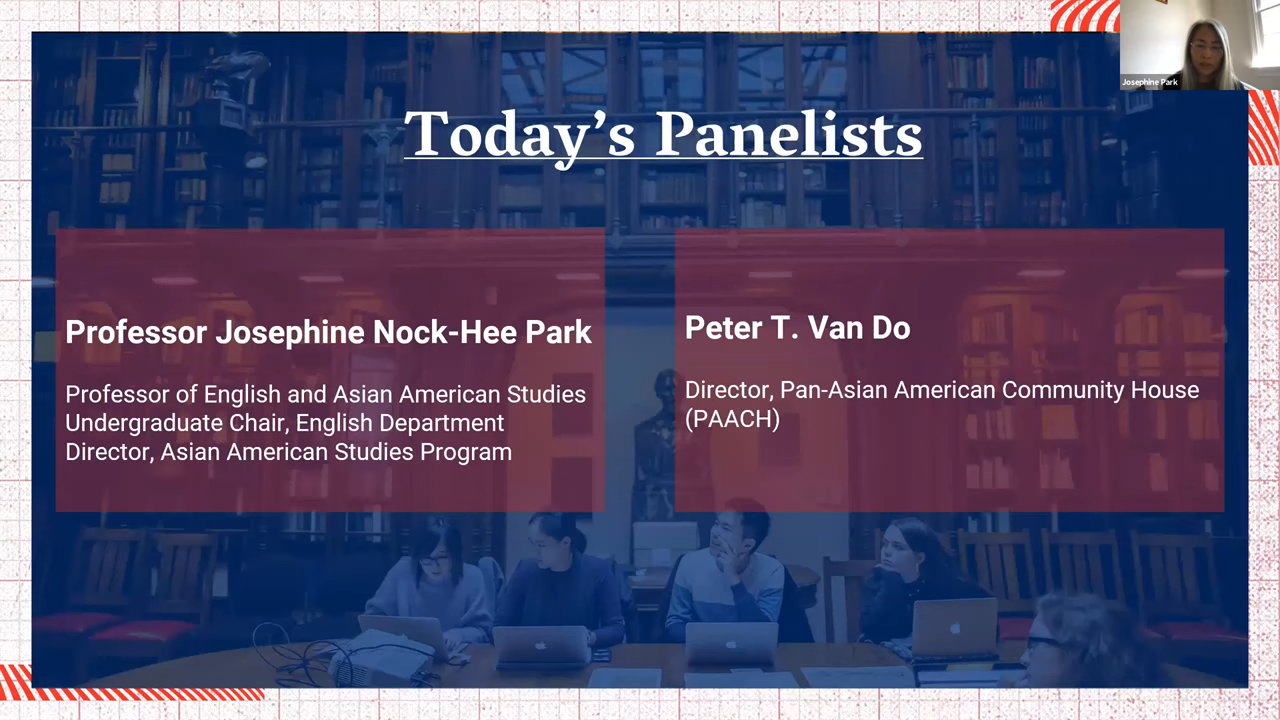 Josephine Park
Today’s Panelists
Professor Josephine Nock-Hee Park
Professor of English and Asian American Studies
Undergraduate Chair, English Department
Director, Asian American Studies Program
Peter T. Van Do
Director, Pan-Asian American Community House
(PAACH)